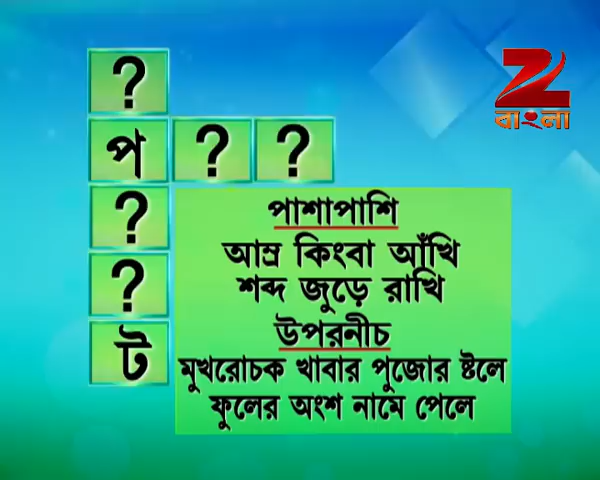 ?
বাংলা
প ? ?
?
পাশাপাশি
আম্র কিংবা আঁখি
শব্দ জুড়ে রাখি
?
উপরনীচ
ট
মুখরোচক খাবার পুজোর ষ্টলে
ফুলের অংশ নামে পেলে